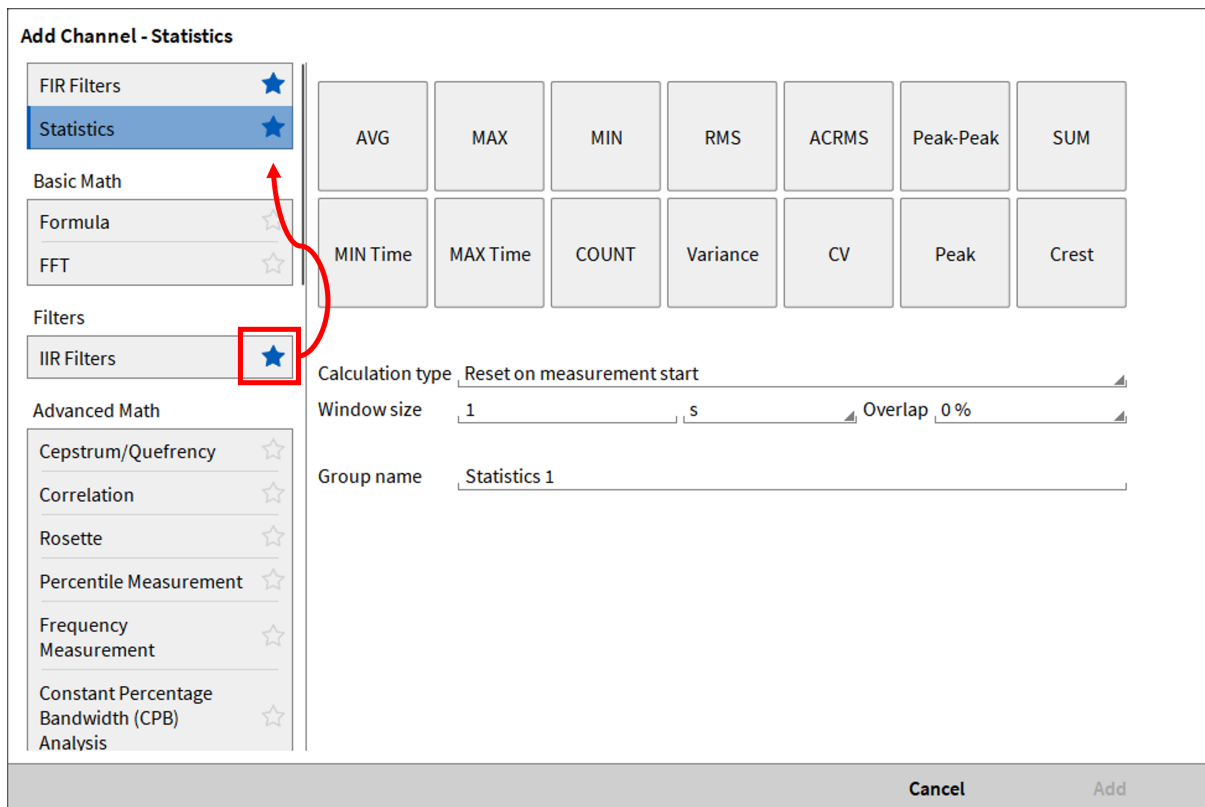 Add Channel - Statistics
FIR Filters
Statistics
Basic Math
Formula
FFT
Filters
IIR Filters
Advanced Math
Cepstrum/Quefrency
Correlation
Rosette
Percentile Measurement
Frequency
Measurement
Constant Percentage
Bandwidth (CPB)
Analysis
AVG MAX MIN RMS ACRMS Peak-Peak SUM
MIN Time MAX Time COUNT Variance CV Peak Crest
Calculation type Reset on measurement start
Window size 1 s Overlap 0 %
Group name Statistics 1
Cancel Add